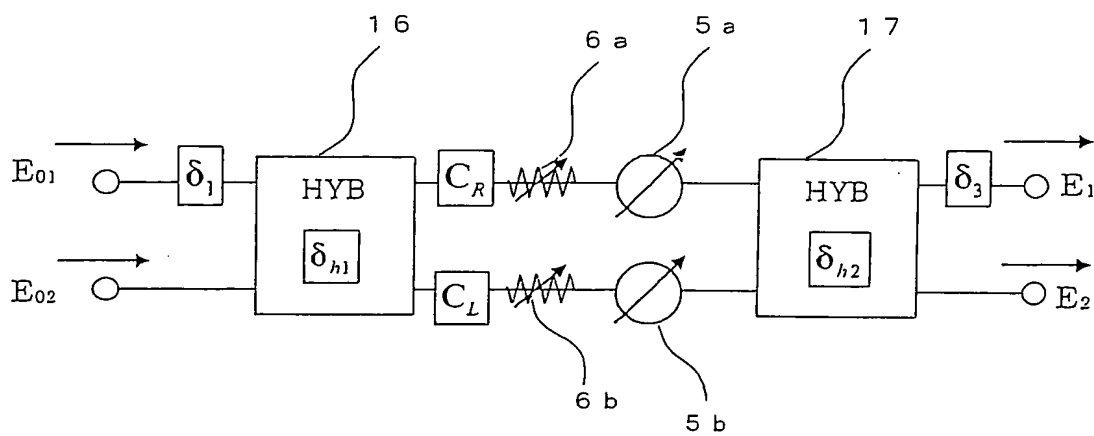 16
6a
5a
17
E01
δ1
HYB
δh1
CR
HYB
δh2
δ3
E1
E02
CL
E2
6b
5b